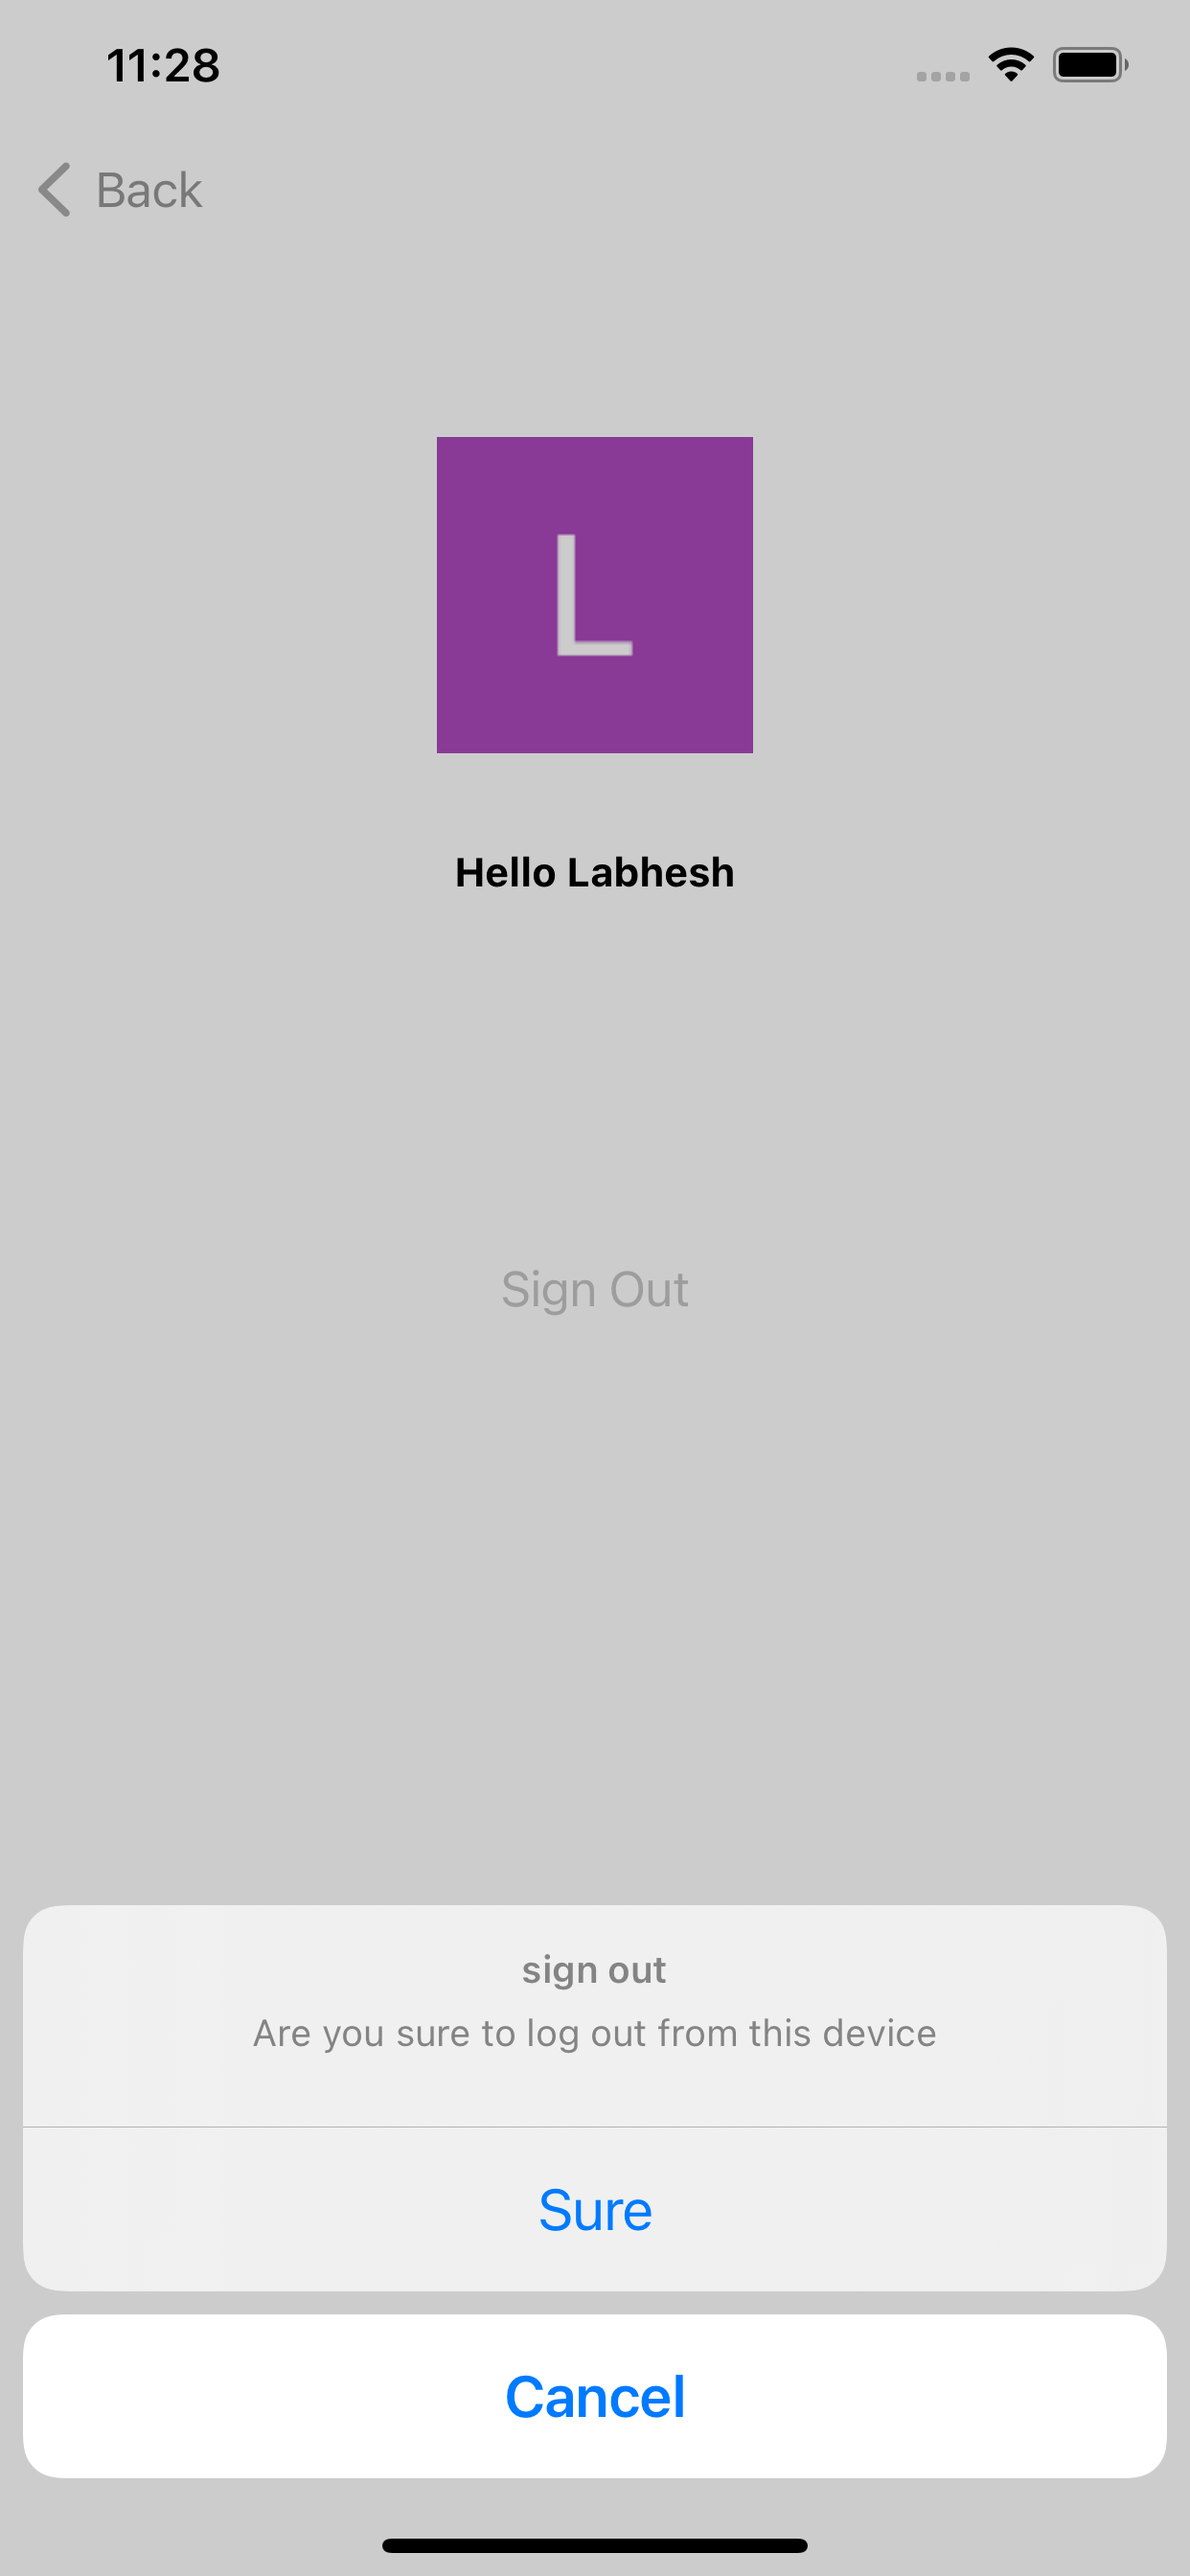 11:28
Back
L
Hello Labhesh
Sign Out
sign out
Are you sure to log out from this device
Sure
Cancel